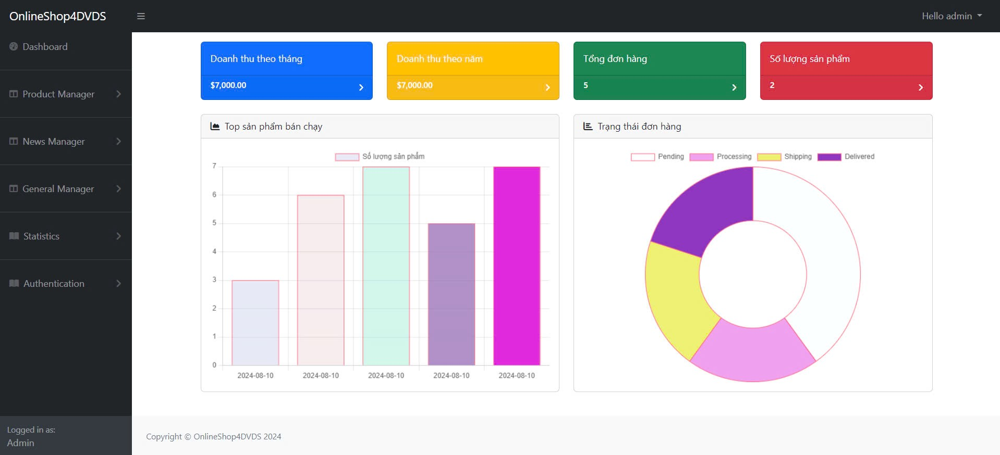 OnlineShop4DVDS
Hello admin
Dashboard
Product Manager
News Manager
General Manager
Statistics
Authentication
Logged in as:
Admin
Doanh thu theo tháng
$7,000.00
Doanh thu theo năm
$7,000.00
Tổng đơn hàng
5
Số lượng sản phẩm
2
Top sản phẩm bán chạy
Số lượng sản phẩm
7
6
5
4
3
2
1
0
2024-08-10 2024-08-10 2024-08-10 2024-08-10 2024-08-10
Trạng thái đơn hàng
Pending Processing Shipping Delivered
Copyright © OnlineShop4DVDS 2024